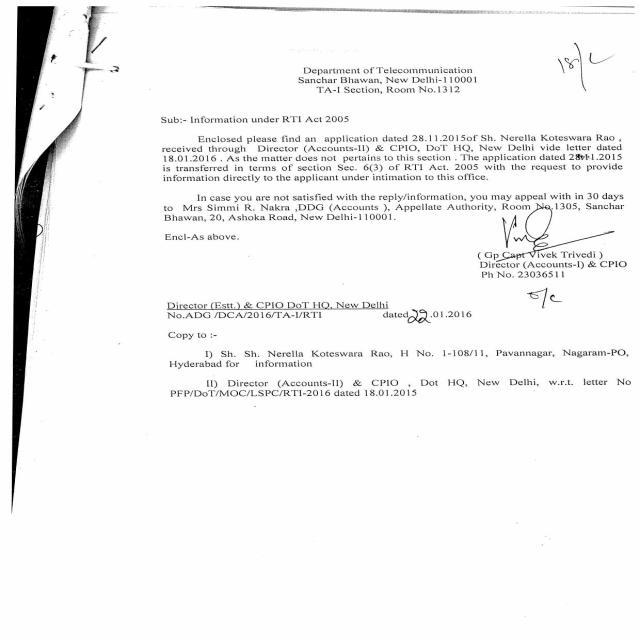 18/C
Department of Telecommunication
Sanchar Bhawan, New Delhi-110001
TA-I Section, Room No.1312
Sub:- Information under RTI Act 2005
Enclosed please find an application dated 28.11.2015of Sh. Nerella Koteswara Rao ,
received through Director (Accounts-II) & CPIO, DoT HQ, New Delhi vide letter dated
18.01.2016 . As the matter does not pertains to this section . The application dated 28.11.2015
is transferred in terms of section Sec. 6(3) of RTI Act. 2005 with the request to provide
information directly to the applicant under intimation to this office.
In case you are not satisfied with the reply/information, you may appeal with in 30 days
to Mrs Simmi R. Nakra ,DDG (Accounts ), Appellate Authority, Room No.1305, Sanchar
Bhawan, 20, Ashoka Road, New Delhi-110001.
Encl-As above.
( Gp Capt Vivek Trivedi )
Director (Accounts-I) & CPIO
Ph No. 23036511
O/C
Director (Estt.) & CPIO DoT HQ, New Delhi
No.ADG /DCA/2016/TA-I/RTI dated 22.01.2016
Copy to :-
I) Sh. Sh. Nerella Koteswara Rao, H No. 1-108/11, Pavannagar, Nagaram-PO,
Hyderabad for information
II) Director (Accounts-II) & CPIO , Dot HQ, New Delhi, w.r.t. letter No
PFP/DoT/MOC/LSPC/RTI-2016 dated 18.01.2015